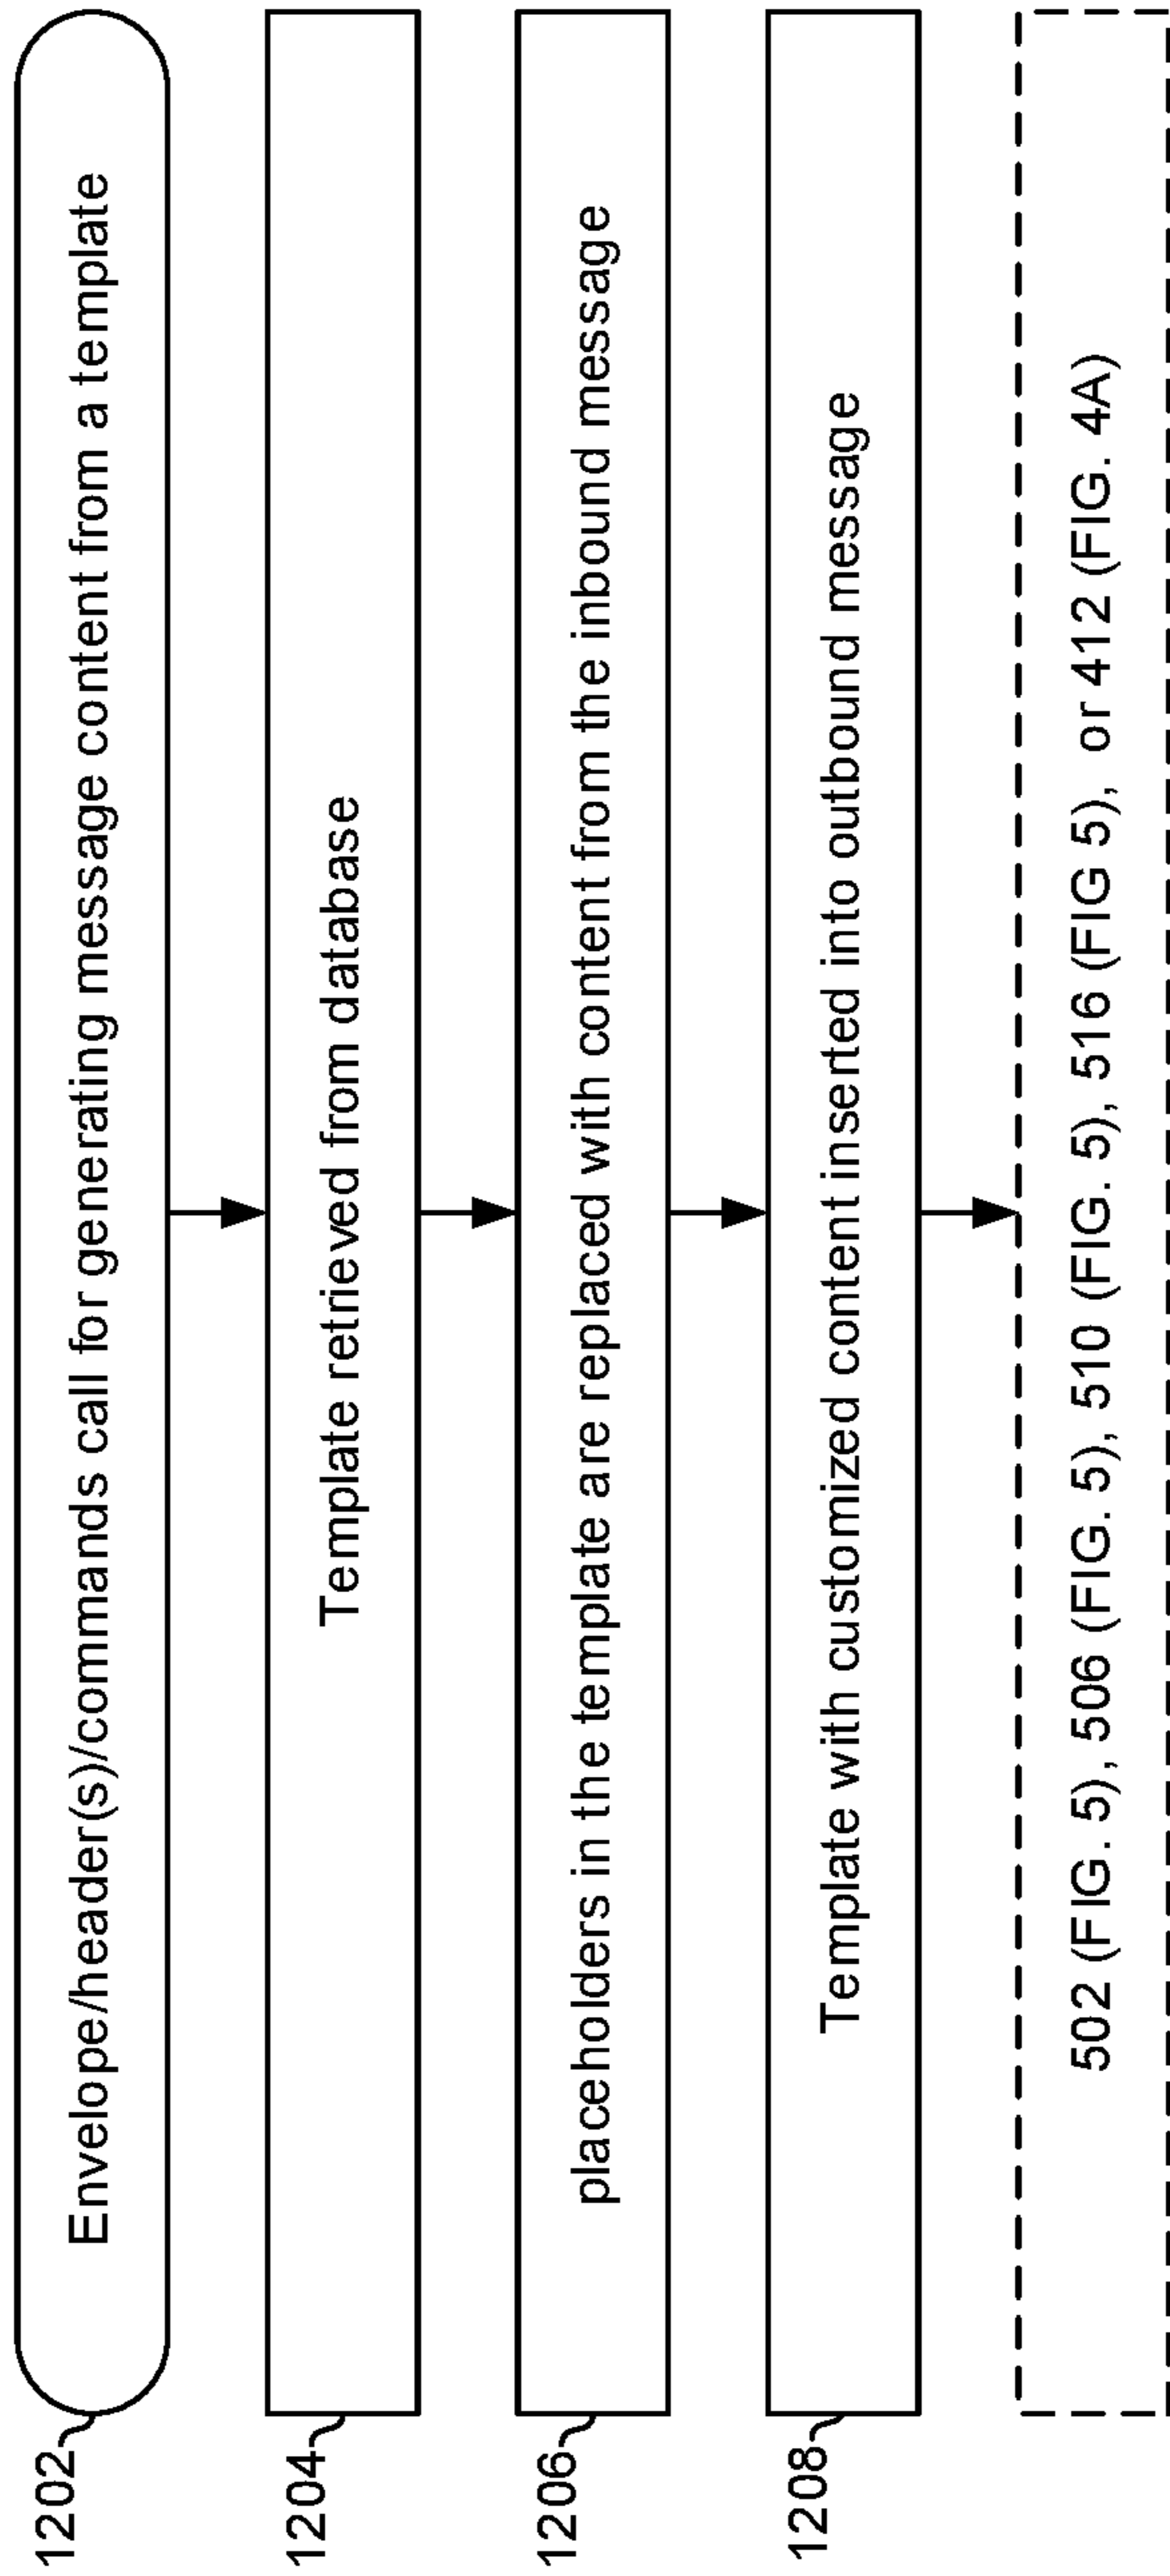 1202
Envelope/header(s)/commands call for generating message content from a template
1204
Template retrieved from database
1206
placeholders in the template are replaced with content from the inbound message
1208
Template with customized content inserted into outbound message
502 (FIG. 5), 506 (FIG. 5), 510 (FIG. 5), 516 (FIG 5), or 412 (FIG. 4A)